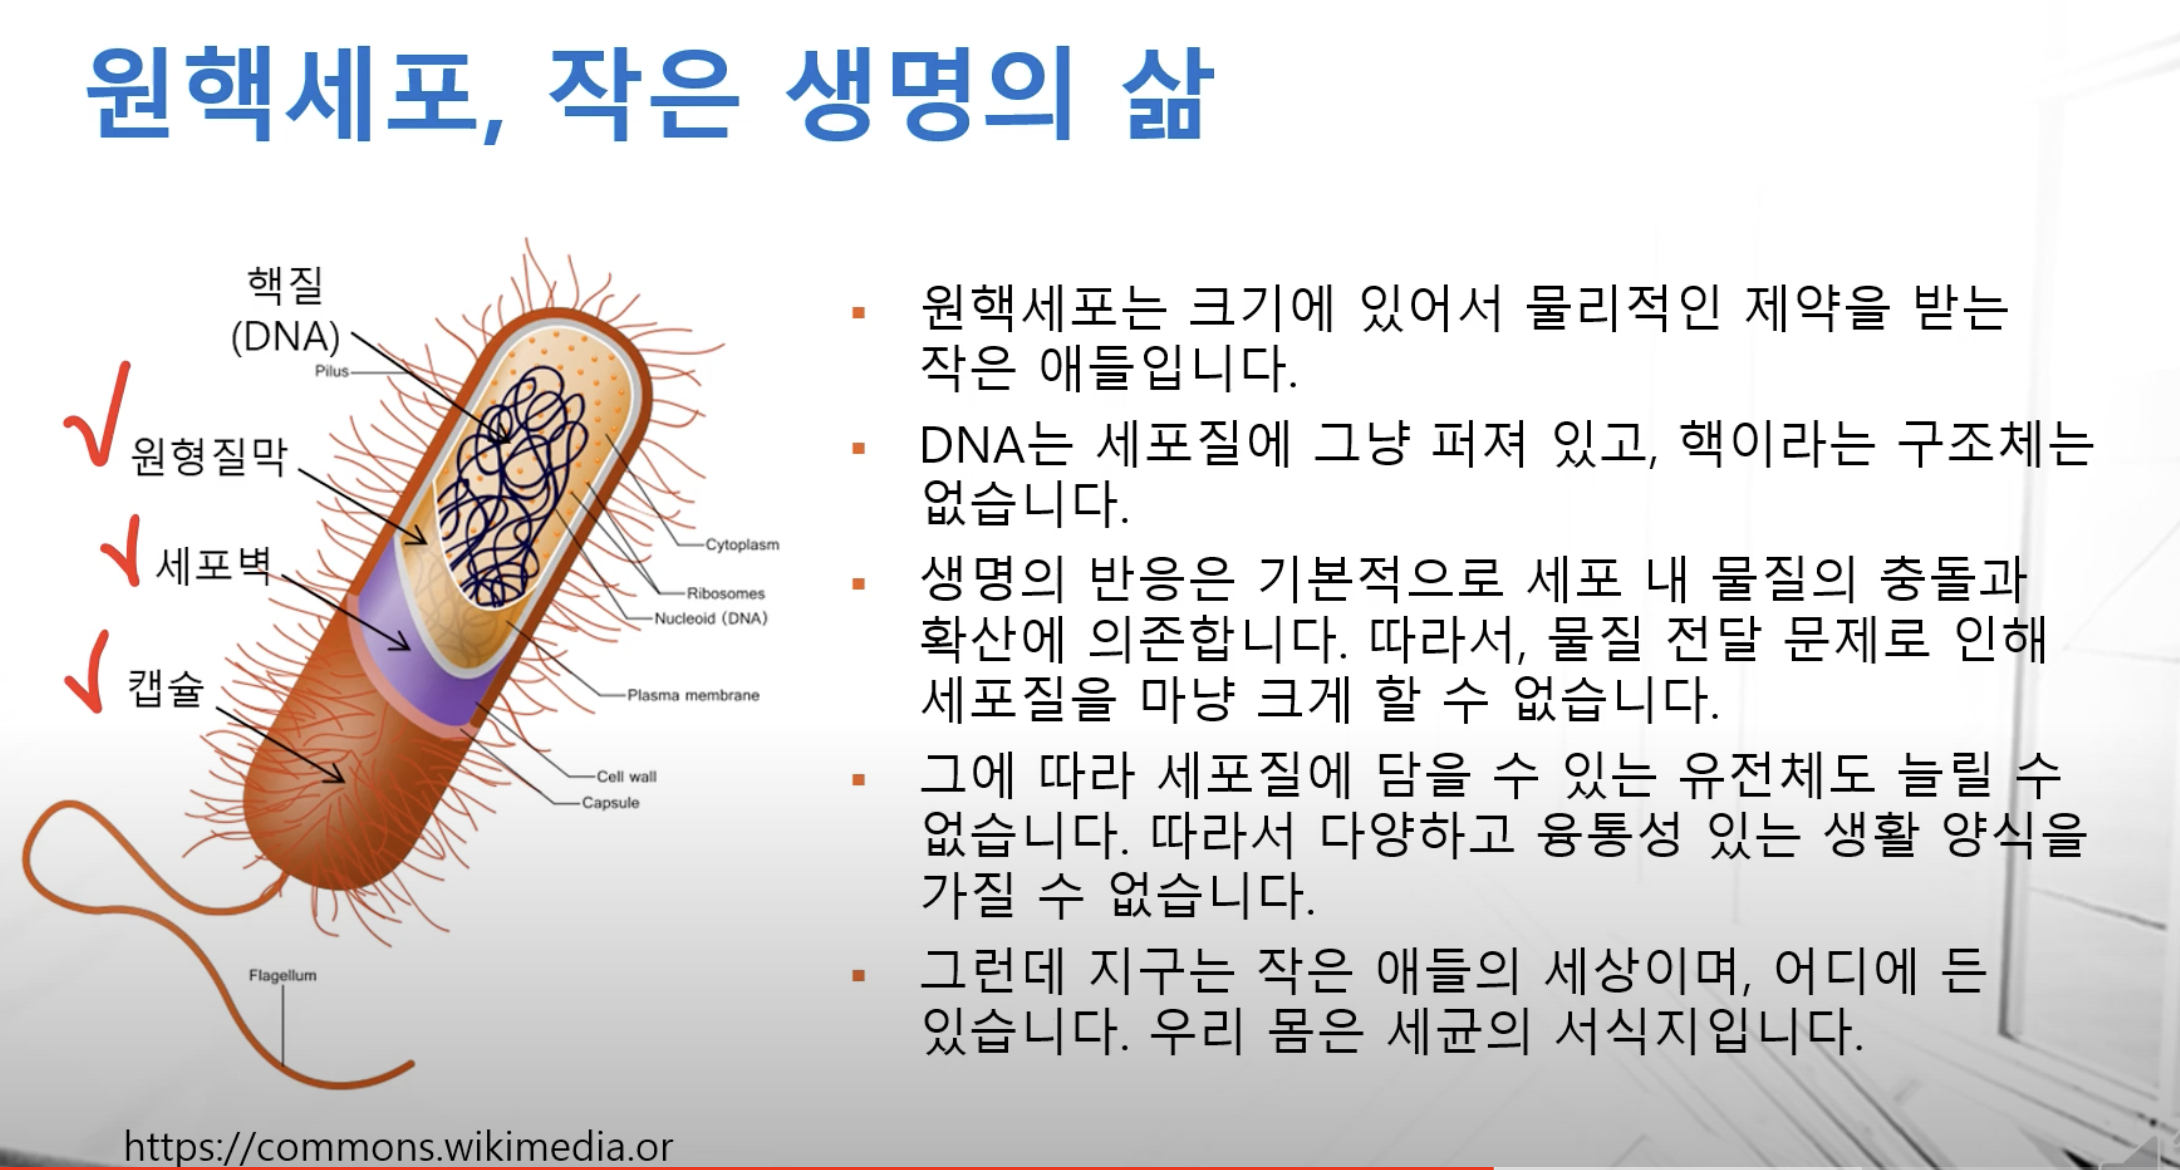 원핵세포, 작은 생명의 삶
핵질
(DNA)
Pilus
원형질막
세포벽
캡슐
Cytoplasm
Ribosomes
Nucleoid (DNA)
Plasma membrane
Cell wall
Capsule
Flagellum
https://commons.wikimedia.or
원핵세포는 크기에 있어서 물리적인 제약을 받는
작은 애들입니다.
DNA는 세포질에 그냥 퍼져 있고, 핵이라는 구조체는
없습니다.
생명의 반응은 기본적으로 세포 내 물질의 충돌과
확산에 의존합니다. 따라서, 물질 전달 문제로 인해
세포질을 마냥 크게 할 수 없습니다.
그에 따라 세포질에 담을 수 있는 유전체도 늘릴 수
없습니다. 따라서 다양하고 융통성 있는 생활 양식을
가질 수 없습니다.
그런데 지구는 작은 애들의 세상이며, 어디에 든
있습니다. 우리 몸은 세균의 서식지입니다.